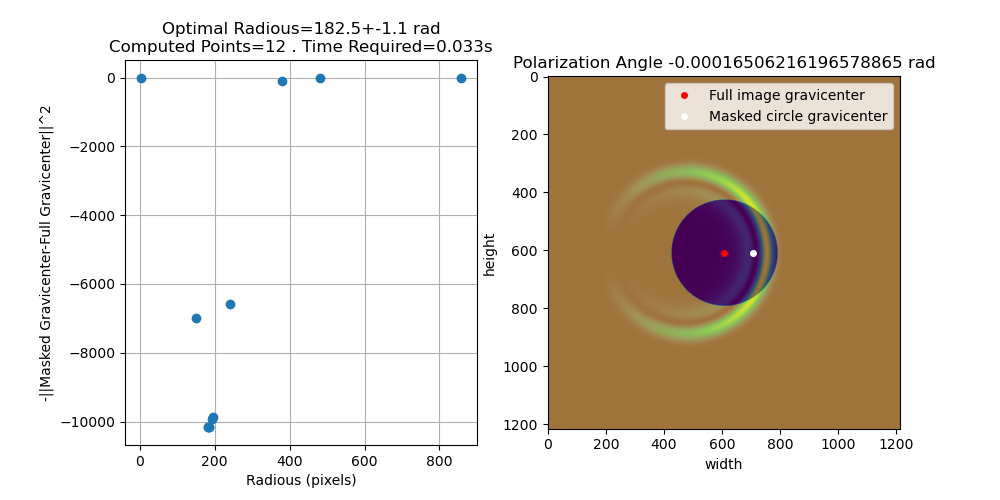 Optimal Radious=182.5+-1.1 rad
Computed Points=12 . Time Required=0.033s
0
−2000
−4000
−6000
−8000
−10000
-||Masked Gravicenter-Full Gravicenter||^2
0
200
400
600
800
Radious (pixels)
Polarization Angle -0.00016506216196578865 rad
Full image gravicenter
Masked circle gravicenter
0
200
400
600
800
1000
1200
height
0
200
400
600
800
1000
1200
width